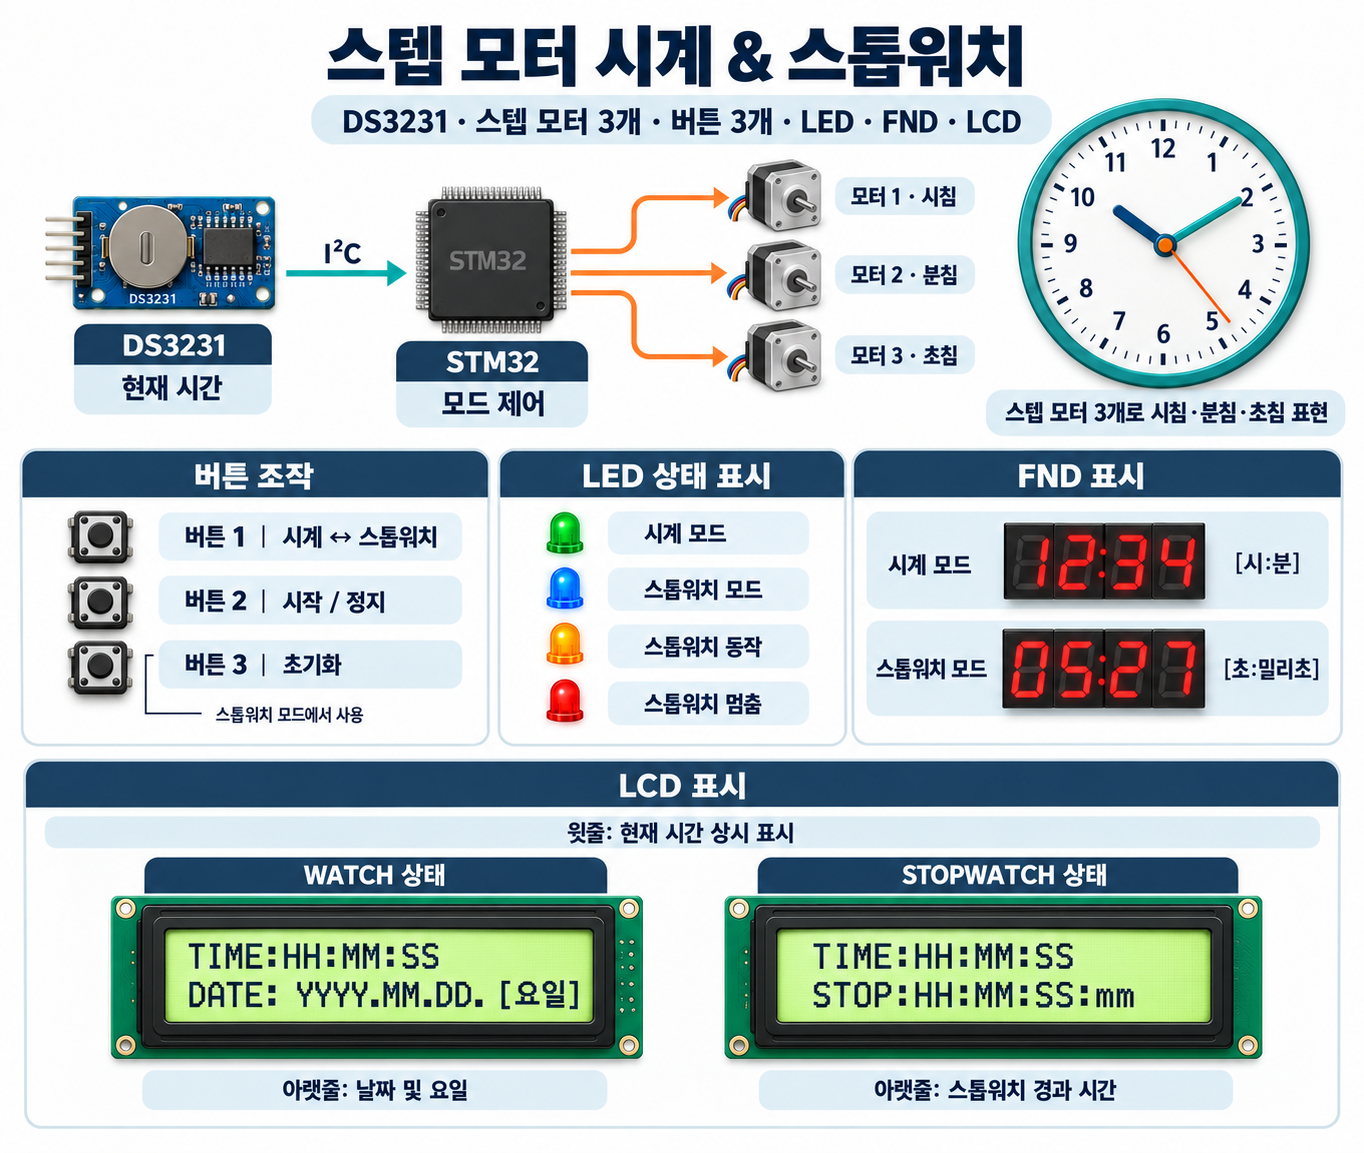 스텝 모터 시계 & 스톱워치
DS3231 · 스텝 모터 3개 · 버튼 3개 · LED · FND · LCD
DS3231
I²C
STM32
모터 1 · 시침
모터 2 · 분침
모터 3 · 초침
12
1
2
3
4
5
6
7
8
9
10
11
DS3231
현재 시간
STM32
모드 제어
스텝 모터 3개로 시침·분침·초침 표현
버튼 조작
버튼 1 | 시계 ↔ 스톱워치
버튼 2 | 시작 / 정지
버튼 3 | 초기화
스톱워치 모드에서 사용
LED 상태 표시
시계 모드
스톱워치 모드
스톱워치 동작
스톱워치 멈춤
FND 표시
시계 모드 12:34 [시:분]
스톱워치 모드 05:27 [초:밀리초]
LCD 표시
윗줄: 현재 시간 상시 표시
WATCH 상태
TIME:HH:MM:SS
DATE: YYYY.MM.DD. [요일]
아랫줄: 날짜 및 요일
STOPWATCH 상태
TIME:HH:MM:SS
STOP:HH:MM:SS:mm
아랫줄: 스톱워치 경과 시간